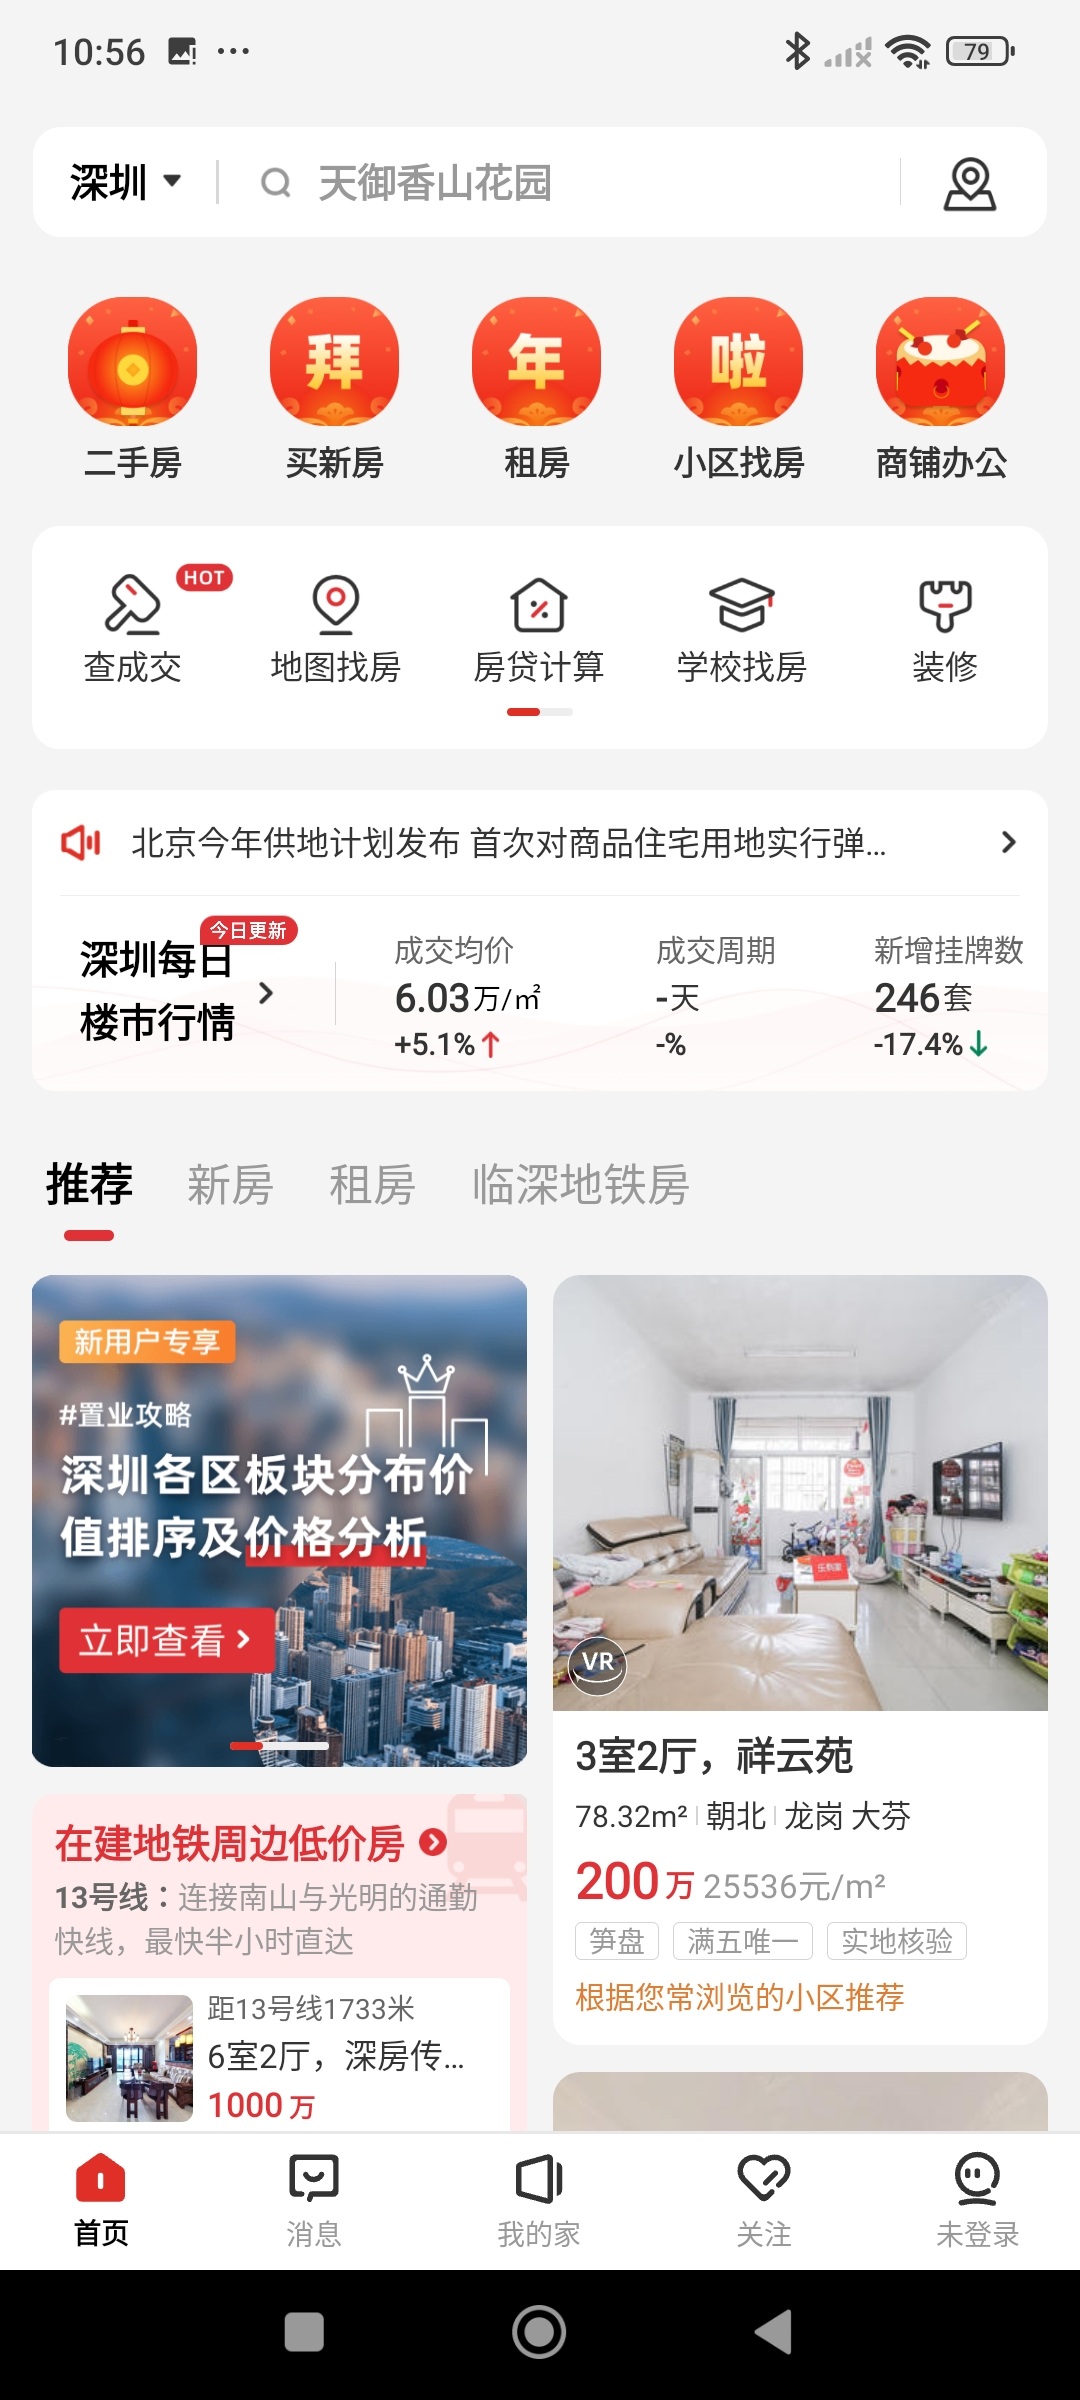 10:56
79
深圳
天御香山花园
拜
年
啦
二手房
买新房
租房
小区找房
商铺办公
HOT
查成交
地图找房
房贷计算
学校找房
装修
北京今年供地计划发布 首次对商品住宅用地实行弹...
今日更新
深圳每日
楼市行情
成交均价
6.03万/㎡
+5.1%
成交周期
-天
-%
新增挂牌数
246套
-17.4%
推荐
新房
租房
临深地铁房
新用户专享
#置业攻略
深圳各区板块分布价
值排序及价格分析
立即查看
VR
3室2厅，祥云苑
78.32m² 朝北 龙岗 大芬
200万 25536元/m²
笋盘
满五唯一
实地核验
根据您常浏览的小区推荐
在建地铁周边低价房
13号线：连接南山与光明的通勤
快线，最快半小时直达
距13号线1733米
6室2厅，深房传...
1000万
首页
消息
我的家
关注
未登录